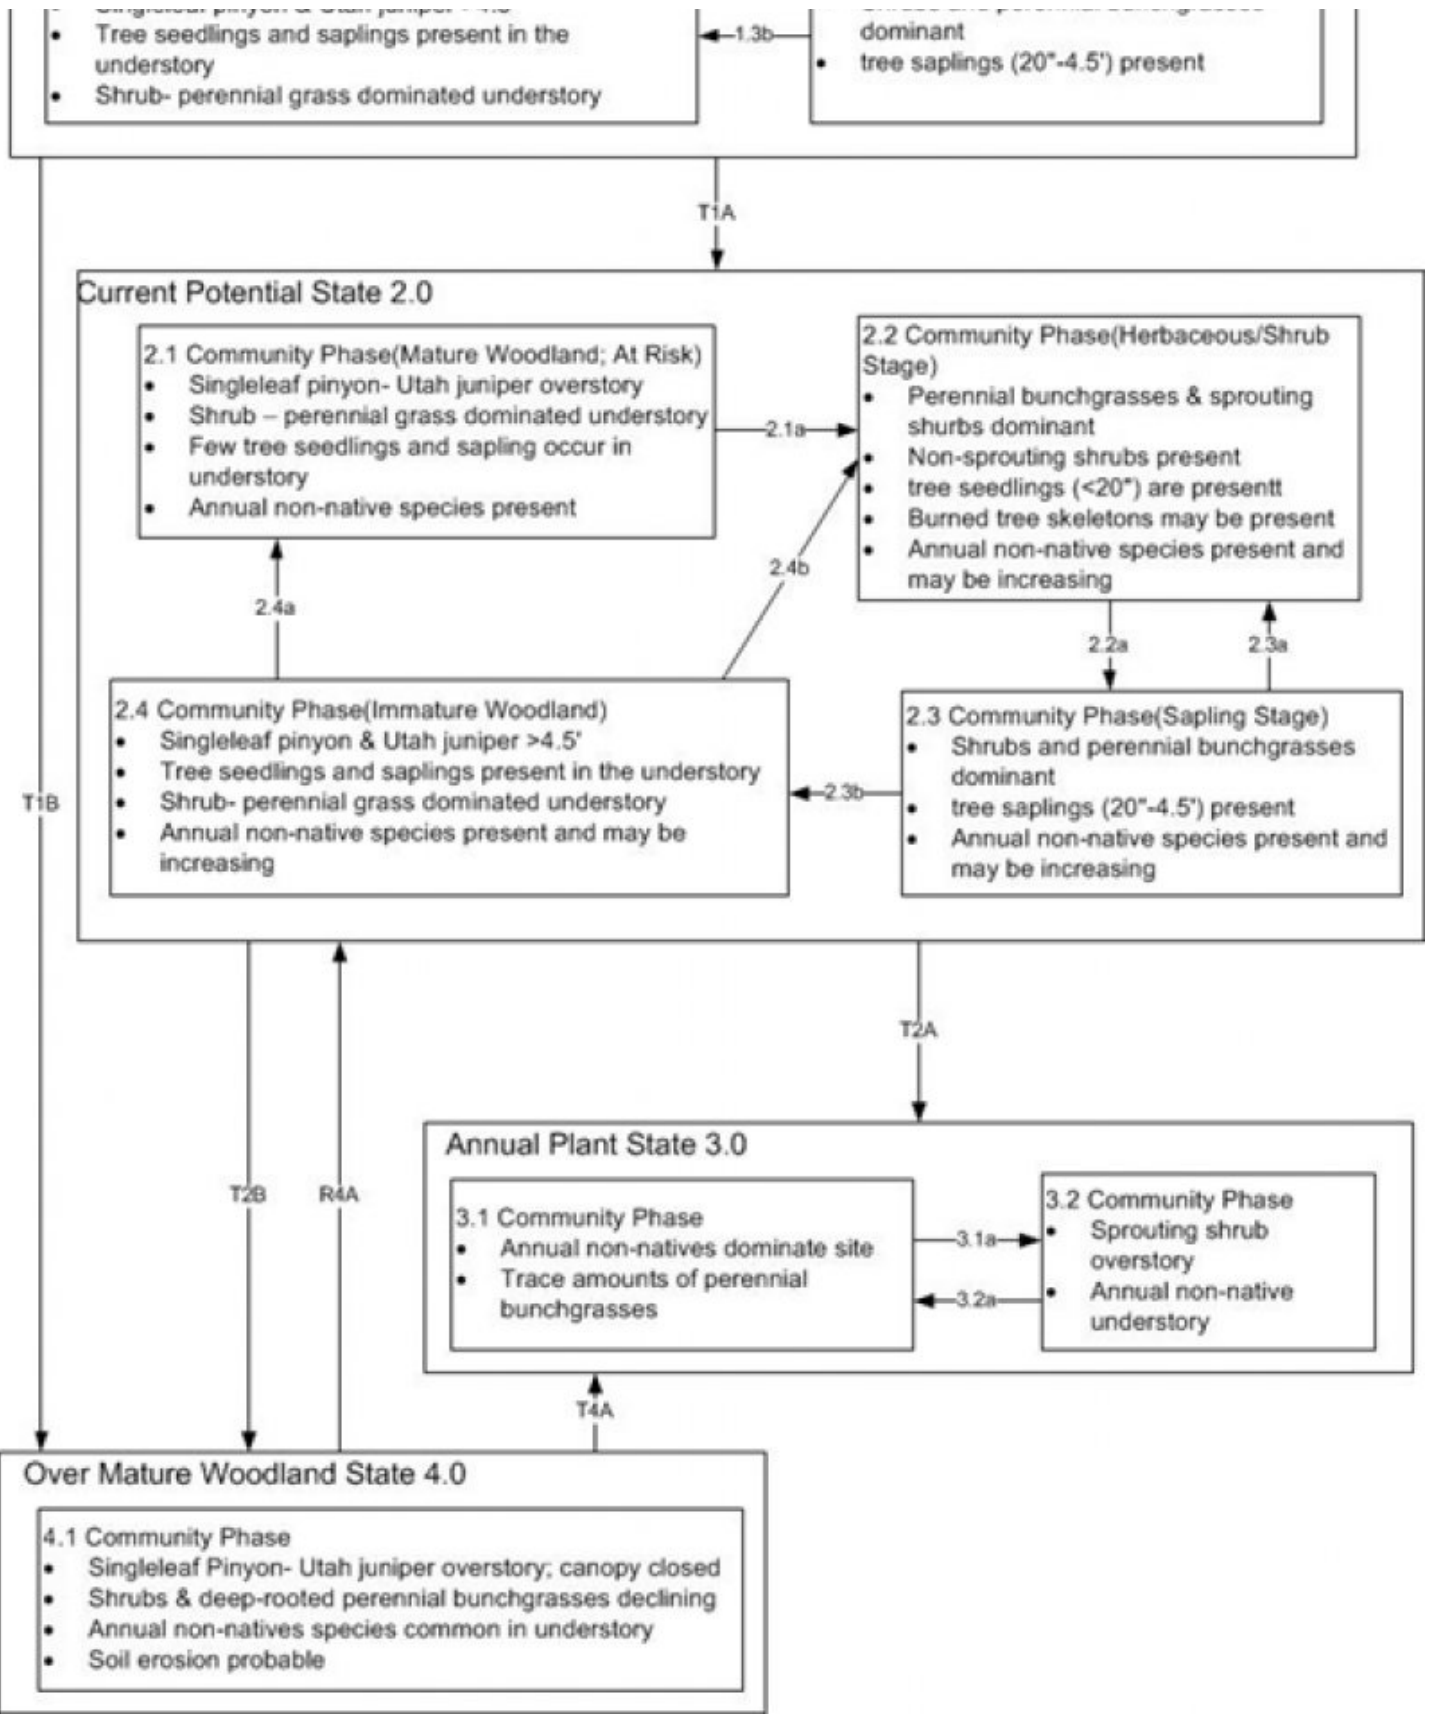 Singleleaf pinyon & Utah juniper >4.5'
• Tree seedlings and saplings present in the
understory
• Shrub- perennial grass dominated understory
1.3b
Shrubs and perennial bunchgrasses
dominant
• tree saplings (20"-4.5') present
T1A
T1B
Current Potential State 2.0
2.1 Community Phase(Mature Woodland; At Risk)
• Singleleaf pinyon- Utah juniper overstory
• Shrub – perennial grass dominated understory
• Few tree seedlings and sapling occur in
understory
• Annual non-native species present
2.1a
2.2 Community Phase(Herbaceous/Shrub
Stage)
• Perennial bunchgrasses & sprouting
shurbs dominant
• Non-sprouting shrubs present
• tree seedlings (<20") are presentt
• Burned tree skeletons may be present
• Annual non-native species present and
may be increasing
2.4a
2.4b
2.2a
2.3a
2.4 Community Phase(Immature Woodland)
• Singleleaf pinyon & Utah juniper >4.5'
• Tree seedlings and saplings present in the understory
• Shrub- perennial grass dominated understory
• Annual non-native species present and may be
increasing
2.3b
2.3 Community Phase(Sapling Stage)
• Shrubs and perennial bunchgrasses
dominant
• tree saplings (20"-4.5') present
• Annual non-native species present and
may be increasing
T2A
T2B
R4A
Annual Plant State 3.0
3.1 Community Phase
• Annual non-natives dominate site
• Trace amounts of perennial
bunchgrasses
3.1a
3.2a
3.2 Community Phase
• Sprouting shrub
overstory
• Annual non-native
understory
T4A
Over Mature Woodland State 4.0
4.1 Community Phase
• Singleleaf Pinyon- Utah juniper overstory; canopy closed
• Shrubs & deep-rooted perennial bunchgrasses declining
• Annual non-natives species common in understory
• Soil erosion probable